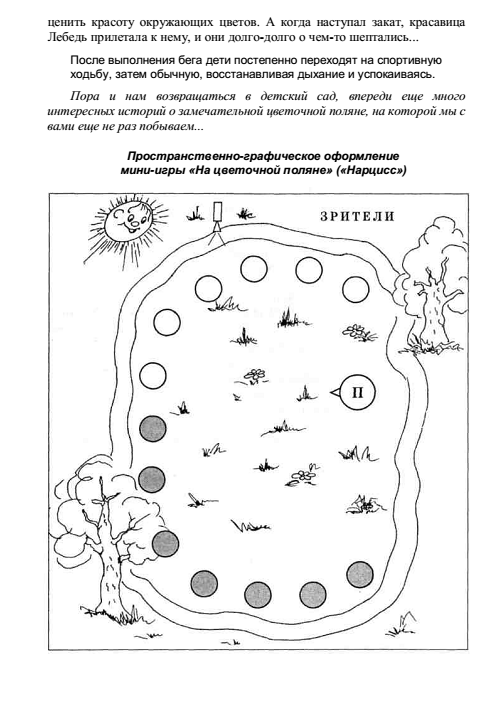 ценить красоту окружающих цветов. А когда наступал закат, красавица
Лебедь прилетала к нему, и они долго-долго о чем-то шептались...
После выполнения бега дети постепенно переходят на спортивную
ходьбу, затем обычную, восстанавливая дыхание и успокаиваясь.
Пора и нам возвращаться в детский сад, впереди еще много
интересных историй о замечательной цветочной поляне, на которой мы с
вами еще не раз побываем...
Пространственно-графическое оформление
мини-игры «На цветочной поляне» («Нарцисс»)
ЗРИТЕЛИ
П